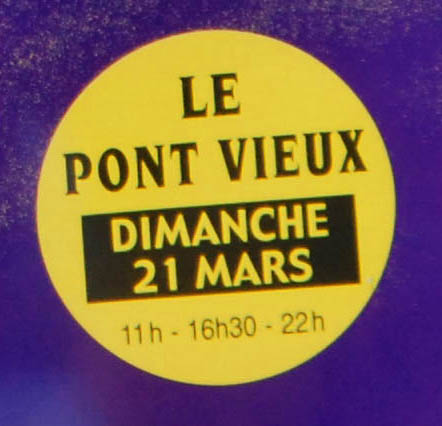 LE
PONT VIEUX
DIMANCHE
21 MARS
11h - 16h30 - 22h